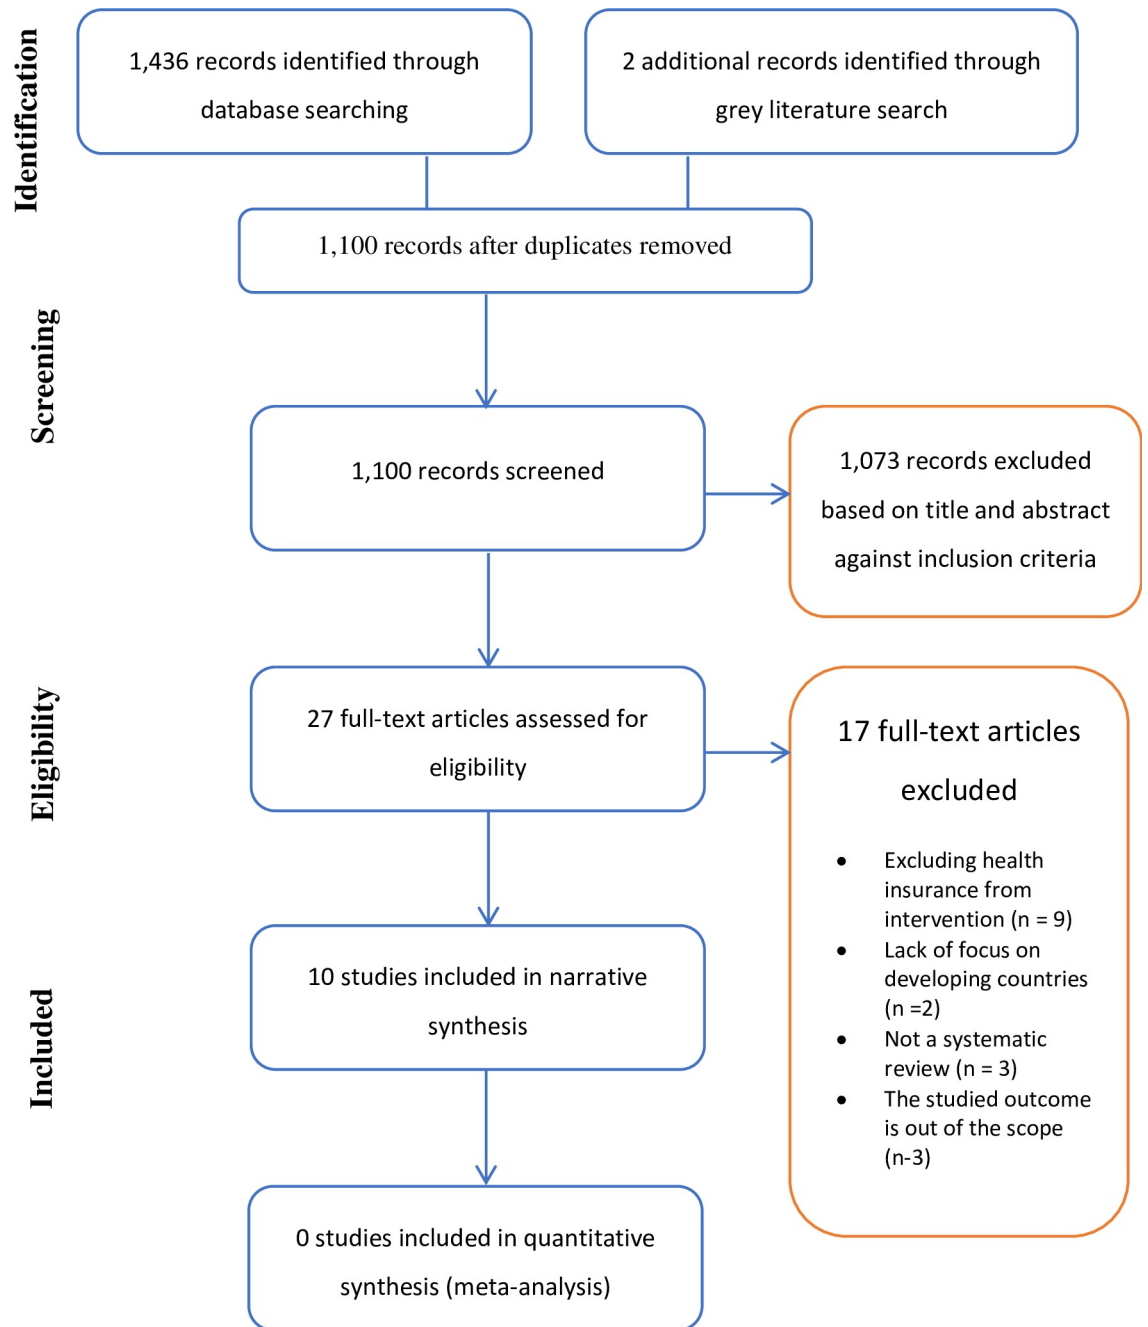 Identification
1,436 records identified through
database searching
2 additional records identified through
grey literature search
1,100 records after duplicates removed
Screening
1,100 records screened
1,073 records excluded
based on title and abstract
against inclusion criteria
Eligibility
27 full-text articles assessed for
eligibility
17 full-text articles
excluded
• Excluding health
insurance from
intervention (n = 9)
• Lack of focus on
developing countries
(n =2)
• Not a systematic
review (n = 3)
• The studied outcome
is out of the scope
(n-3)
Included
10 studies included in narrative
synthesis
0 studies included in quantitative
synthesis (meta-analysis)